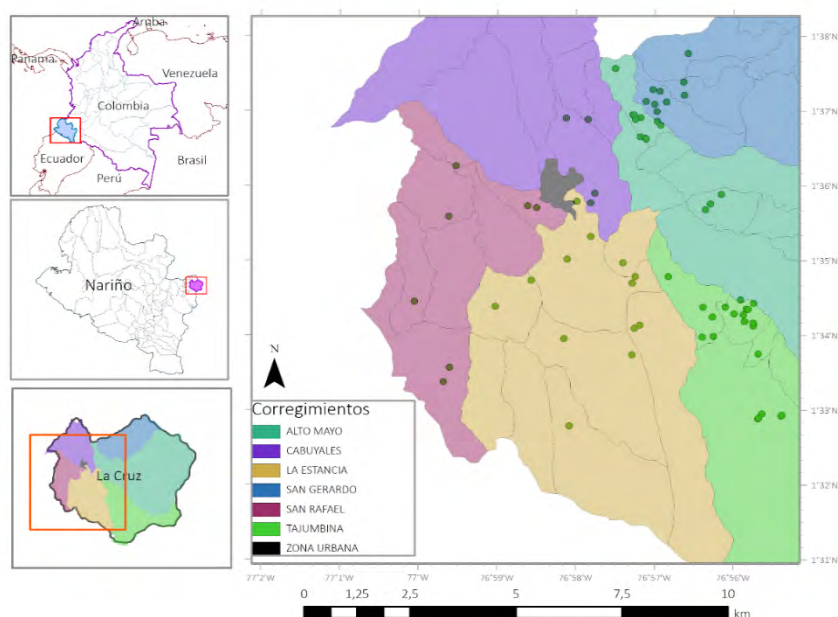 Aruba
Panama
Venezuela
Colombia
Ecuador
Perú
Brasil
Nariño
La Cruz
N
Corregimientos
ALTO MAYO
CABUYALES
LA ESTANCIA
SAN GERARDO
SAN RAFAEL
TAJUMBINA
ZONA URBANA
1°38'N
1°37'N
1°36'N
1°35'N
1°34'N
1°33'N
1°32'N
1°31'N
77°2'W
77°1'W
77°W
76°59'W
76°58'W
76°57'W
76°56'W
0 1,25 2,5 5 7,5 10
km